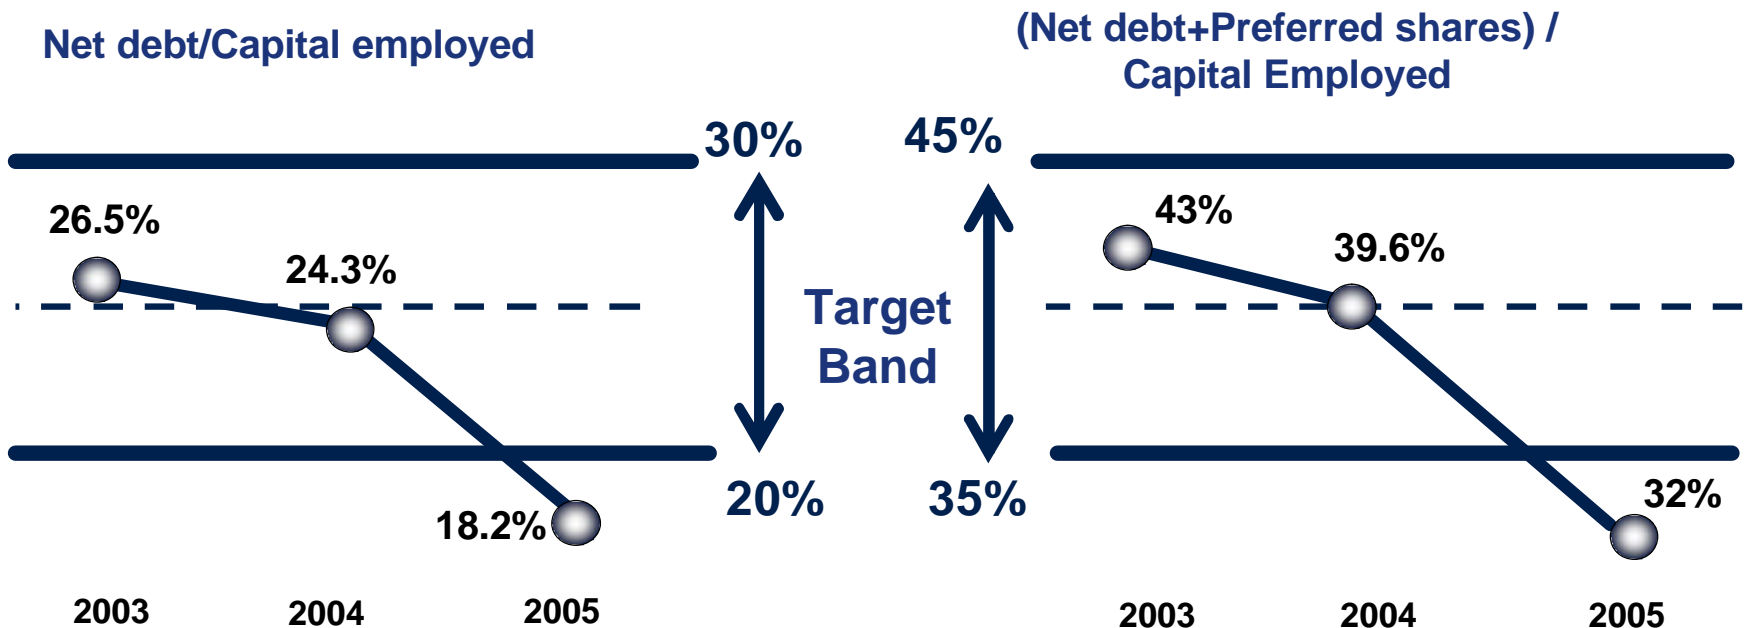 Net debt/Capital employed
30%
26.5%
24.3%
18.2%
20%
2003 2004 2005
Target
Band
(Net debt+Preferred shares) /
Capital Employed
45%
43%
39.6%
35%
32%
2003 2004 2005